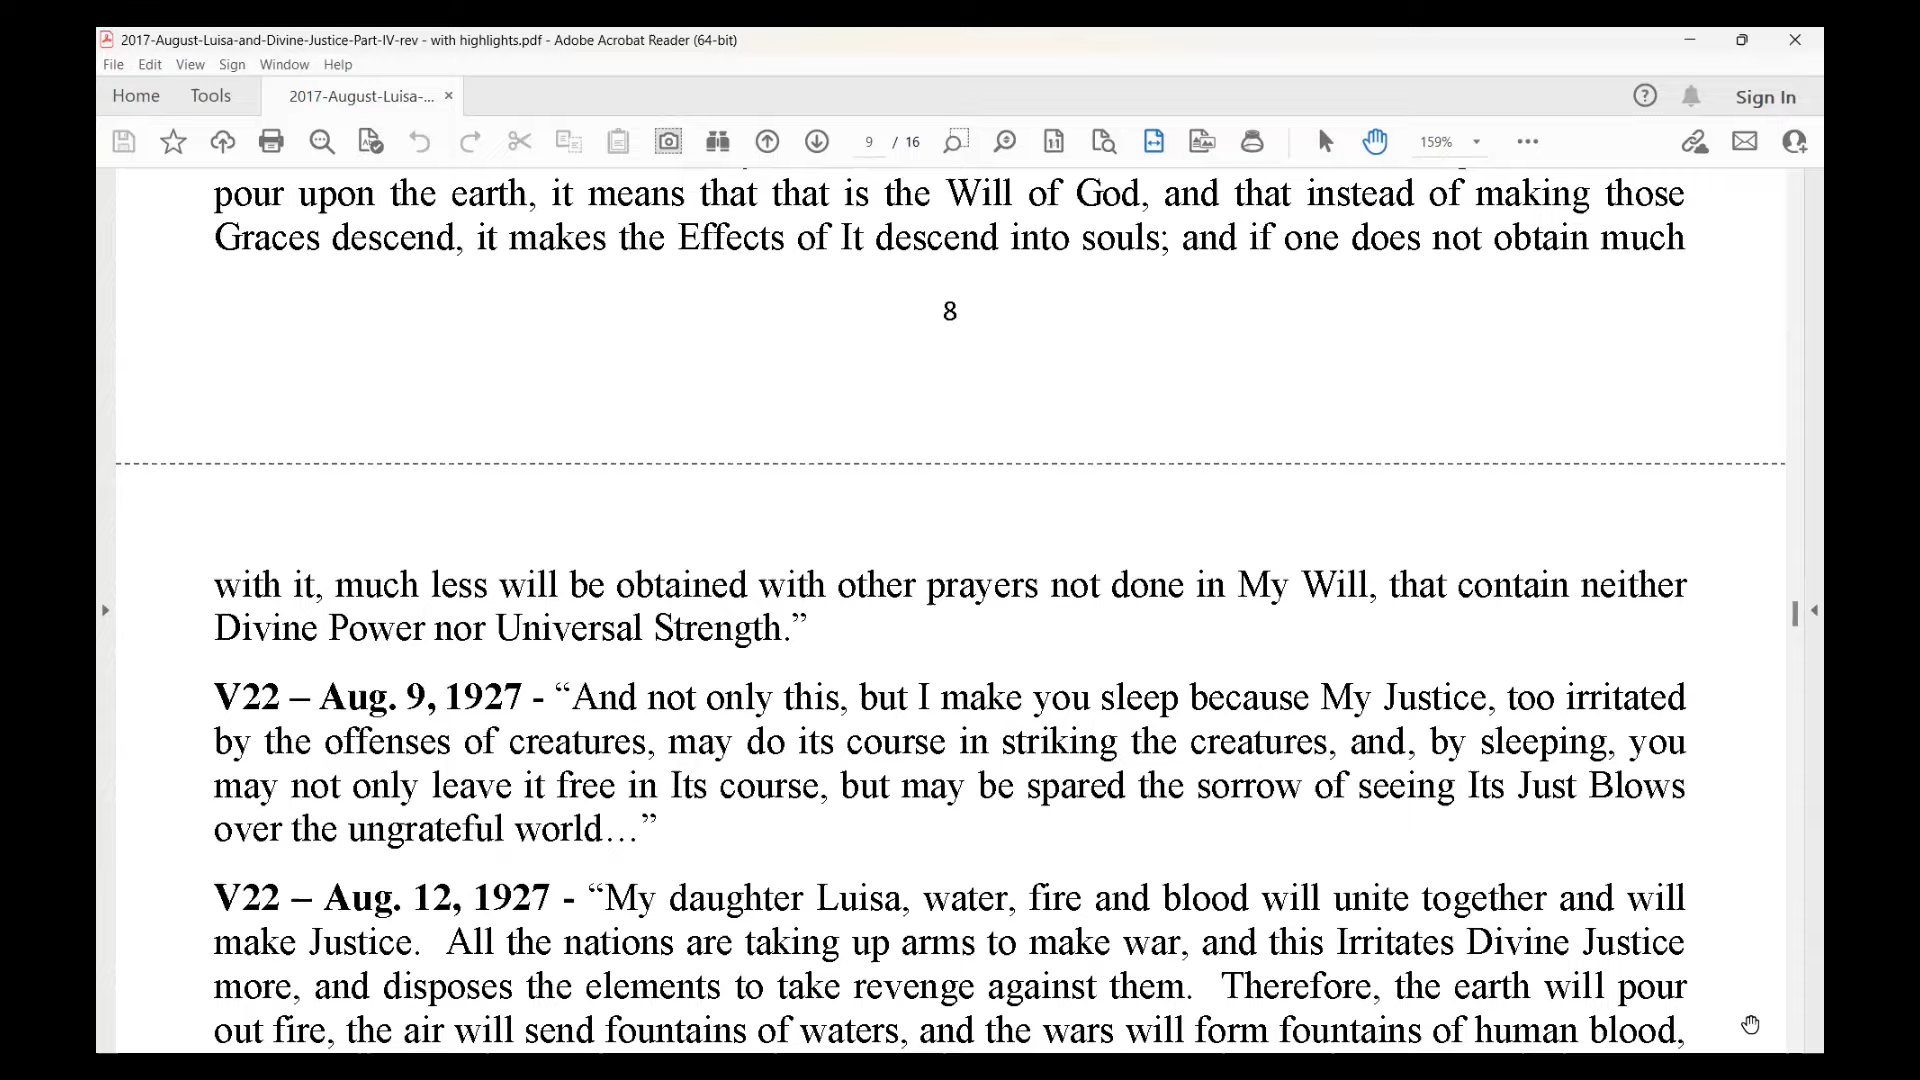 2017-August-Luisa-and-Divine-Justice-Part-IV-rev - with highlights.pdf - Adobe Acrobat Reader (64-bit)
File Edit View Sign Window Help
Home Tools 2017-August-Luisa-... × Sign In
9 / 16 159%
pour upon the earth, it means that that is the Will of God, and that instead of making those
Graces descend, it makes the Effects of It descend into souls; and if one does not obtain much
8
with it, much less will be obtained with other prayers not done in My Will, that contain neither
Divine Power nor Universal Strength.”
V22 – Aug. 9, 1927 - “And not only this, but I make you sleep because My Justice, too irritated
by the offenses of creatures, may do its course in striking the creatures, and, by sleeping, you
may not only leave it free in Its course, but may be spared the sorrow of seeing Its Just Blows
over the ungrateful world…”
V22 – Aug. 12, 1927 - “My daughter Luisa, water, fire and blood will unite together and will
make Justice. All the nations are taking up arms to make war, and this Irritates Divine Justice
more, and disposes the elements to take revenge against them. Therefore, the earth will pour
out fire, the air will send fountains of waters, and the wars will form fountains of human blood,